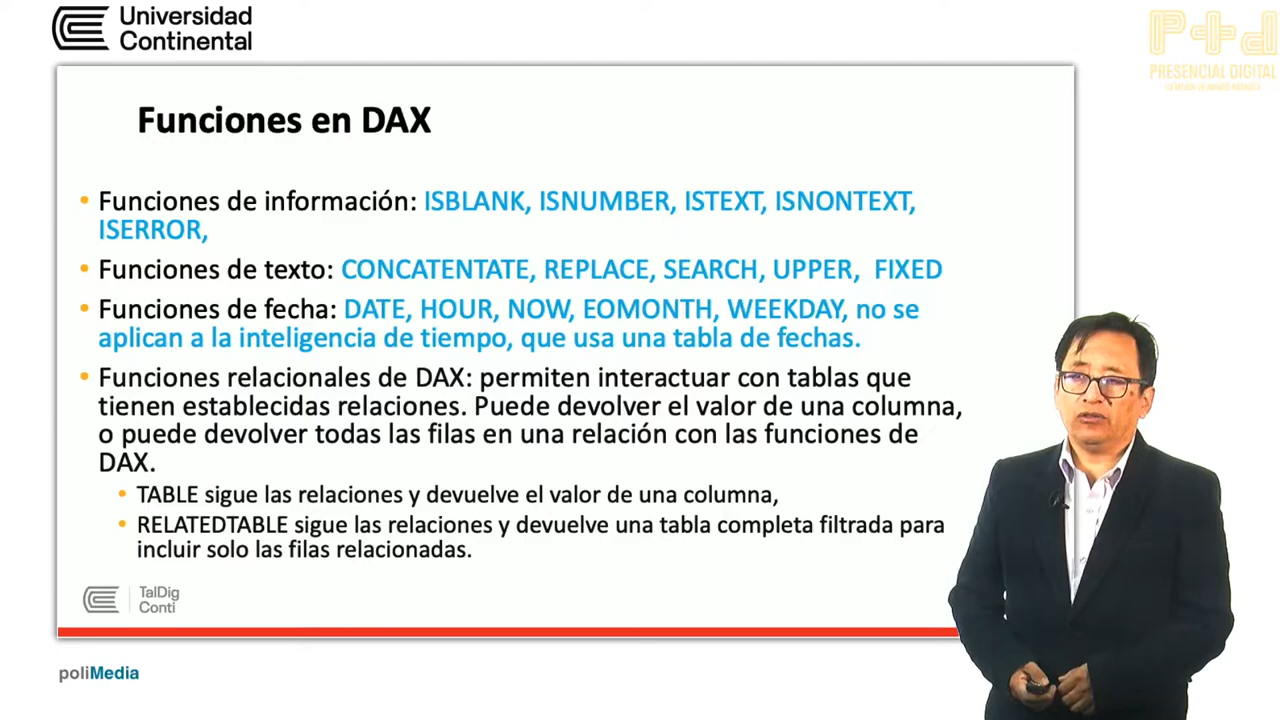 Universidad
Continental
P+d
PRESENCIAL DIGITAL
Funciones en DAX
• Funciones de información: ISBLANK, ISNUMBER, ISTEXT, ISNONTEXT,
ISERROR,
• Funciones de texto: CONCATENTATE, REPLACE, SEARCH, UPPER, FIXED
• Funciones de fecha: DATE, HOUR, NOW, EOMONTH, WEEKDAY, no se
aplican a la inteligencia de tiempo, que usa una tabla de fechas.
• Funciones relacionales de DAX: permiten interactuar con tablas que
tienen establecidas relaciones. Puede devolver el valor de una columna,
o puede devolver todas las filas en una relación con las funciones de
DAX.
• TABLE sigue las relaciones y devuelve el valor de una columna,
• RELATEDTABLE sigue las relaciones y devuelve una tabla completa filtrada para
incluir solo las filas relacionadas.
TalDig
Conti
poliMedia